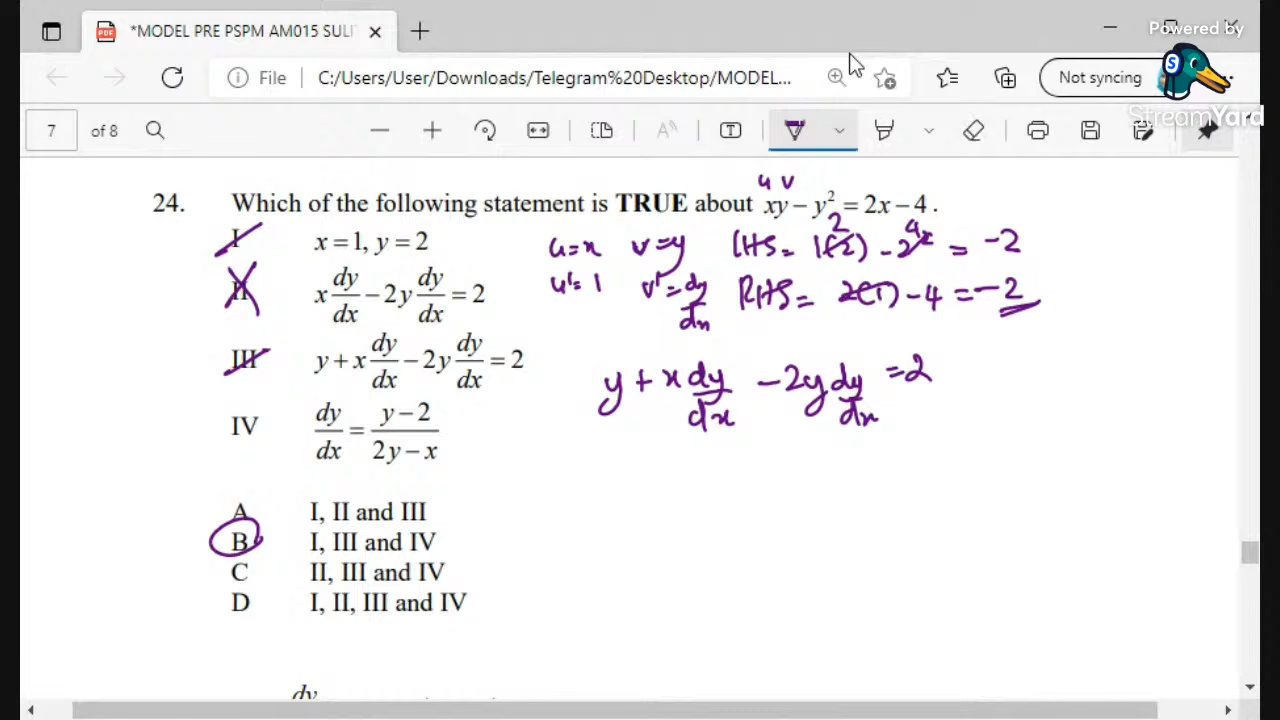 *MODEL PRE PSPM AM015 SULI
Powered by
File C:/Users/User/Downloads/Telegram%20Desktop/MODEL...
Not syncing
StreamYard
7 of 8
24. Which of the following statement is TRUE about xy − y² = 2x − 4 .
u v
I x = 1, y = 2
u=x v=y LHS = 1(2) − 2² = −2
II x dy/dx − 2y dy/dx = 2
u'=1 v'=dy/dx RHS = 2(1) − 4 = −2
III y + x dy/dx − 2y dy/dx = 2
y + x dy/dx − 2y dy/dx = 2
IV dy/dx = y − 2 / 2y − x
A I, II and III
B I, III and IV
C II, III and IV
D I, II, III and IV
dy